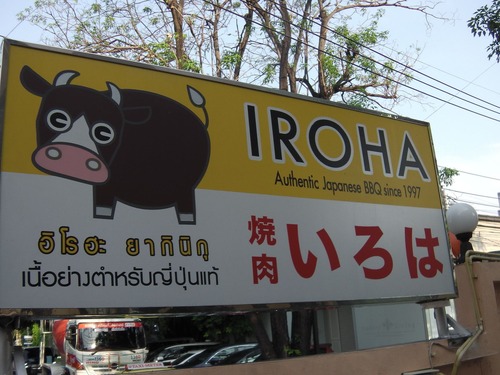 IROHA
Authentic Japanese BBQ since 1997
อิโรฮะ ยากินิกุ
เนื้อย่างตำหรับญี่ปุ่นแท้
焼肉 いろは